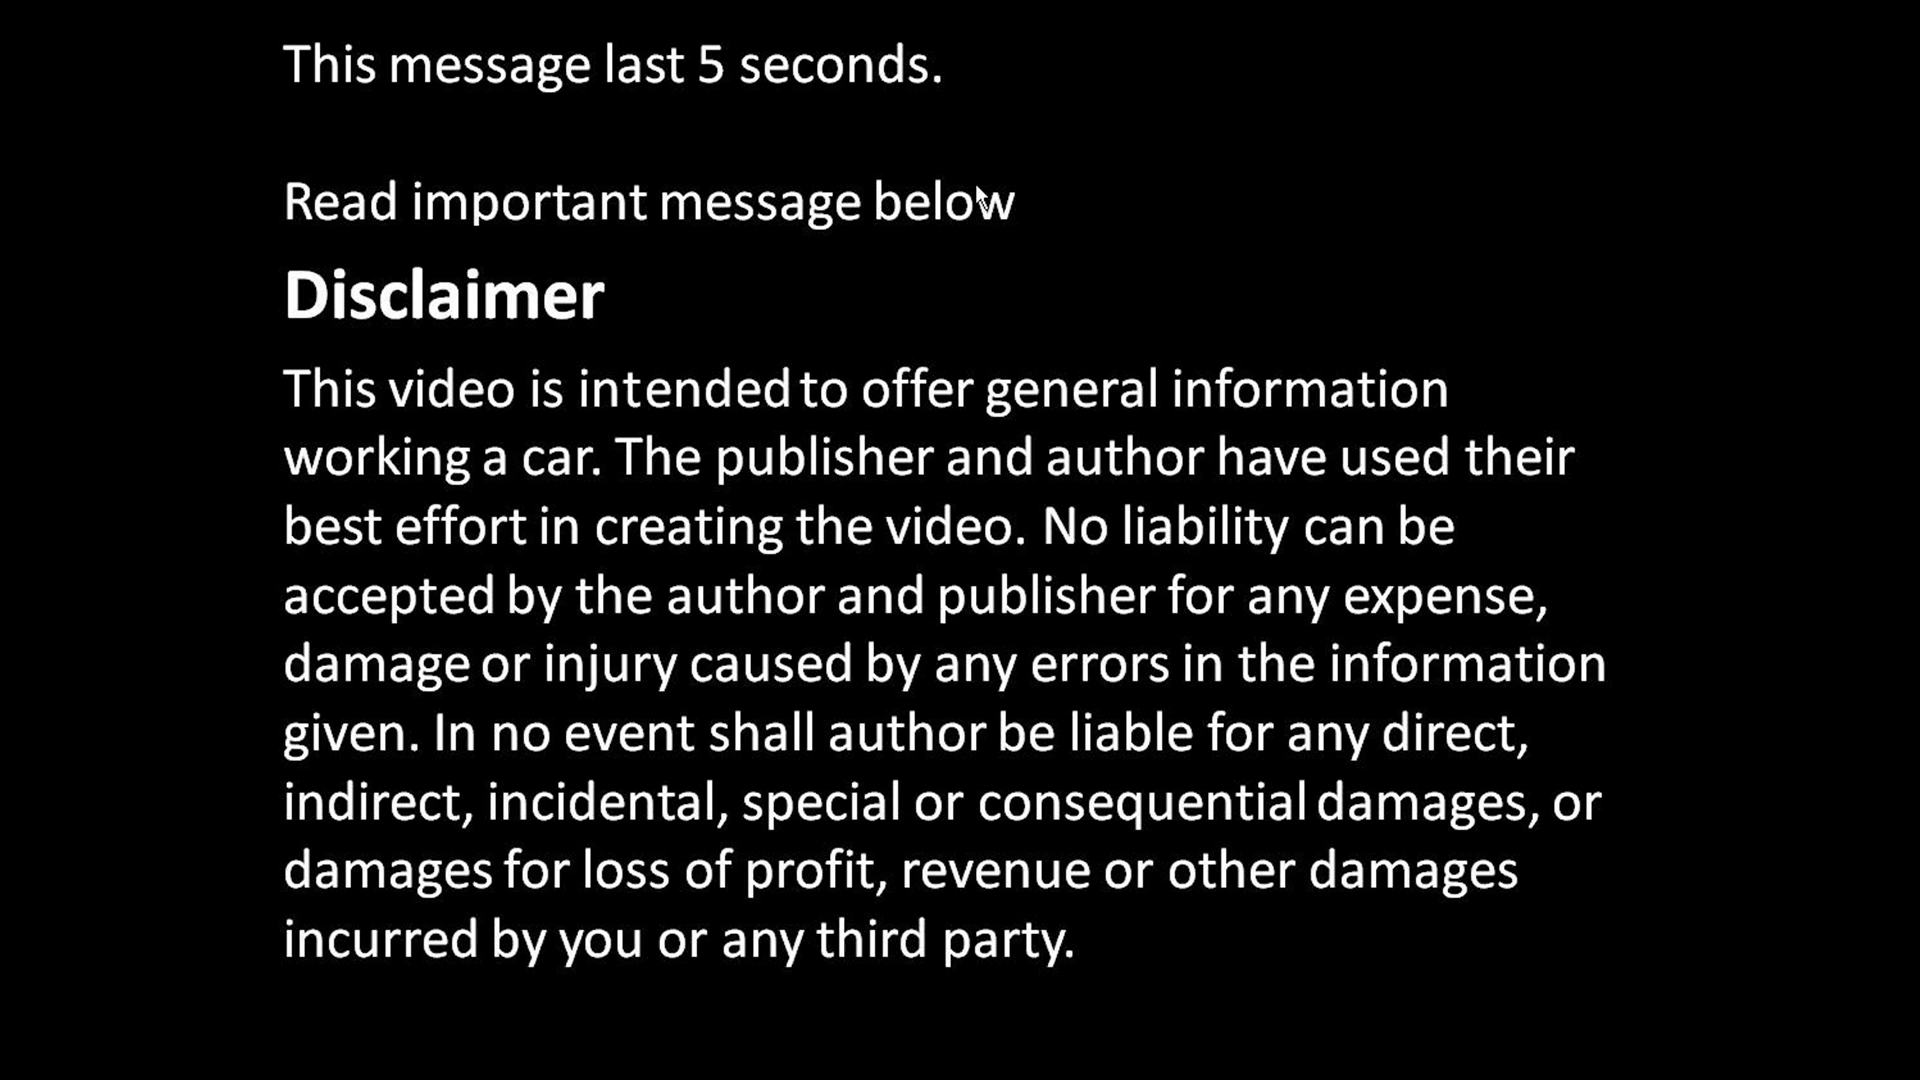 This message last 5 seconds.
Read important message below
Disclaimer
This video is intended to offer general information
working a car. The publisher and author have used their
best effort in creating the video. No liability can be
accepted by the author and publisher for any expense,
damage or injury caused by any errors in the information
given. In no event shall author be liable for any direct,
indirect, incidental, special or consequential damages, or
damages for loss of profit, revenue or other damages
incurred by you or any third party.